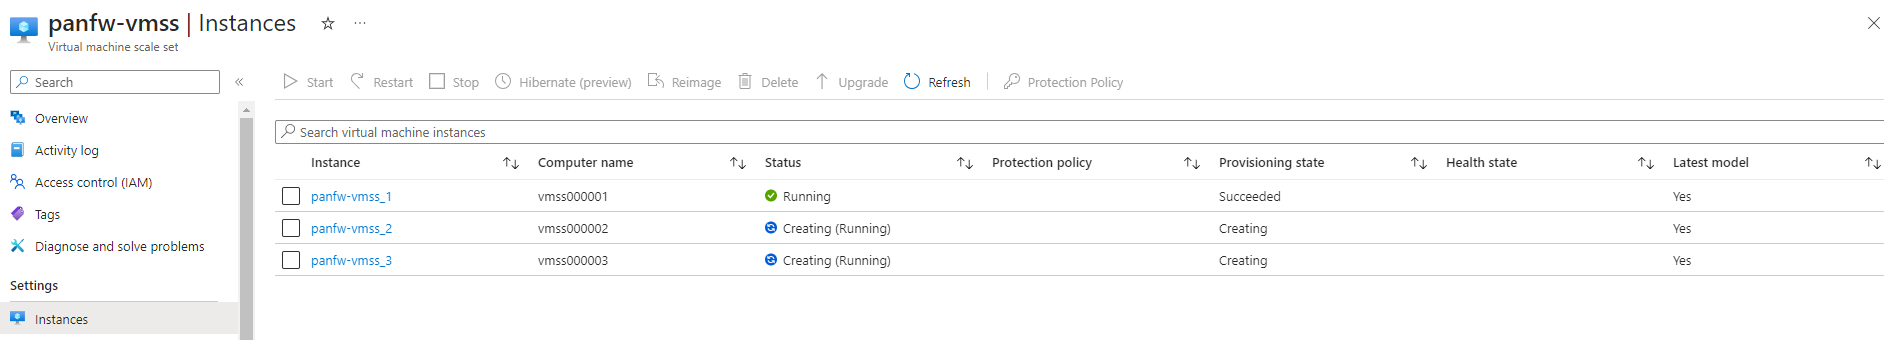 panfw-vmss | Instances
Virtual machine scale set
Search
Start Restart Stop Hibernate (preview) Reimage Delete Upgrade Refresh Protection Policy
Overview
Activity log
Access control (IAM)
Tags
Diagnose and solve problems
Settings
Instances
Search virtual machine instances
Instance Computer name Status Protection policy Provisioning state Health state Latest model
panfw-vmss_1 vmss000001 Running Succeeded Yes
panfw-vmss_2 vmss000002 Creating (Running) Creating Yes
panfw-vmss_3 vmss000003 Creating (Running) Creating Yes